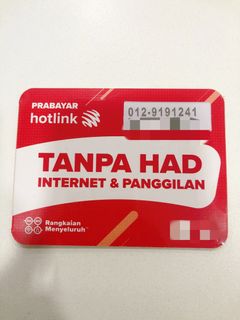 PRABAYAR
hotlink
012-9191241
TANPA HAD
INTERNET & PANGGILAN
Rangkaian
Menyeluruh™